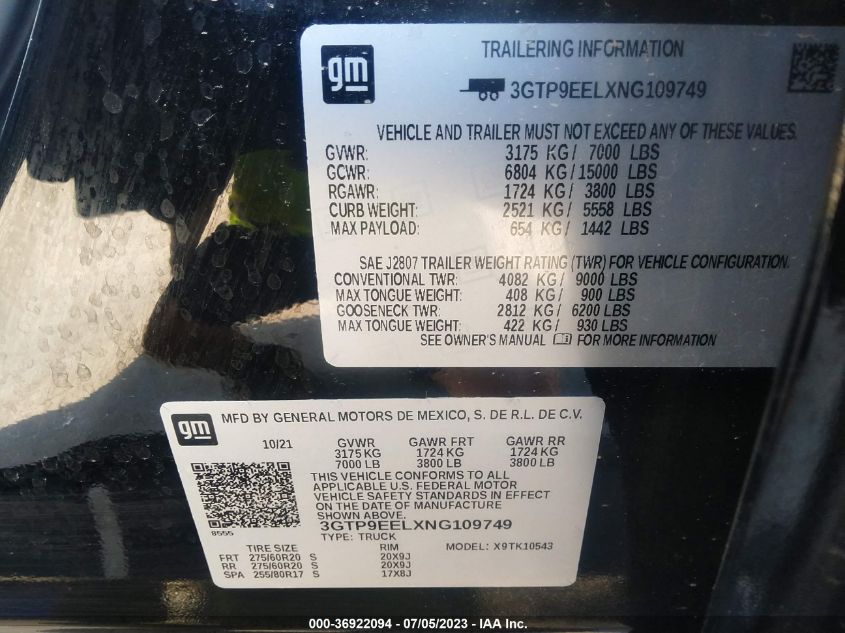 gm
TRAILERING INFORMATION
3GTP9EELXNG109749
VEHICLE AND TRAILER MUST NOT EXCEED ANY OF THESE VALUES.
GVWR: 3175 KG/ 7000 LBS
GCWR: 6804 KG/15000 LBS
RGAWR: 1724 KG/ 3800 LBS
CURB WEIGHT: 2521 KG/ 5558 LBS
MAX PAYLOAD: 654 KG/ 1442 LBS
SAE J2807 TRAILER WEIGHT RATING (TWR) FOR VEHICLE CONFIGURATION.
CONVENTIONAL TWR: 4082 KG/ 9000 LBS
MAX TONGUE WEIGHT: 408 KG/ 900 LBS
GOOSENECK TWR: 2812 KG/ 6200 LBS
MAX TONGUE WEIGHT: 422 KG/ 930 LBS
SEE OWNER'S MANUAL FOR MORE INFORMATION
gm
MFD BY GENERAL MOTORS DE MEXICO, S. DE R.L. DE C.V.
10/21 GVWR GAWR FRT GAWR RR
3175 KG 1724 KG 1724 KG
7000 LB 3800 LB 3800 LB
THIS VEHICLE CONFORMS TO ALL
APPLICABLE U.S. FEDERAL MOTOR
VEHICLE SAFETY STANDARDS IN EFFECT
ON THE DATE OF MANUFACTURE
SHOWN ABOVE.
3GTP9EELXNG109749
8555
TYPE: TRUCK
TIRE SIZE RIM MODEL: X9TK10543
FRT 275/60R20 S 20X9J
RR 275/60R20 S 20X9J
SPA 255/80R17 S 17X8J
000-36922094 - 07/05/2023 - IAA Inc.